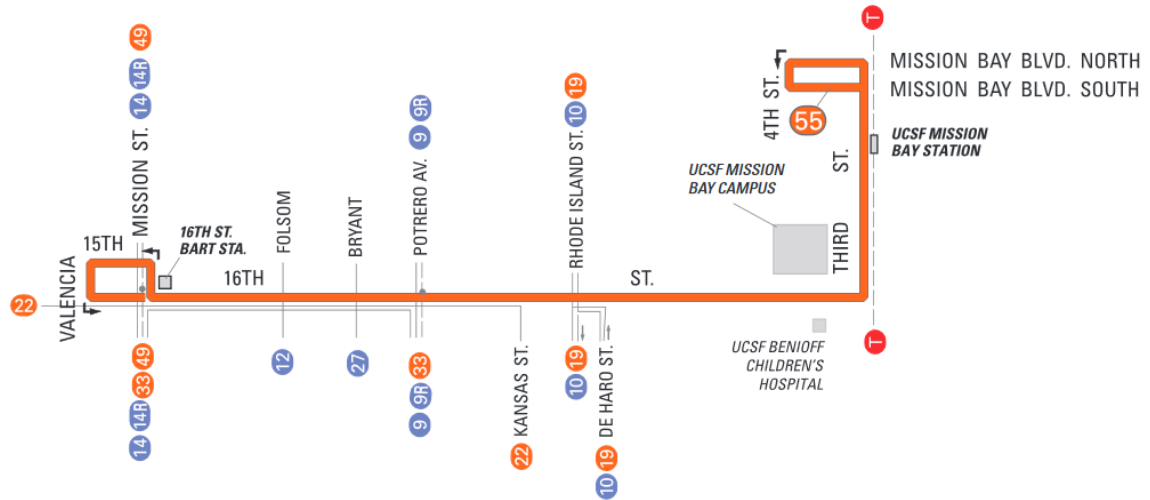 T
MISSION BAY BLVD. NORTH
MISSION BAY BLVD. SOUTH
4TH ST.
55
UCSF MISSION
BAY STATION
14 14R 49
MISSION ST.
9 9R
POTRERO AV.
10 19
RHODE ISLAND ST.
UCSF MISSION
BAY CAMPUS
THIRD ST.
15TH
16TH ST.
BART STA.
FOLSOM
BRYANT
VALENCIA
16TH ST.
22
14 14R 33 49
12
27
9 9R 33
22 KANSAS ST.
10 19
10 19 DE HARO ST.
UCSF BENIOFF
CHILDREN'S
HOSPITAL
T